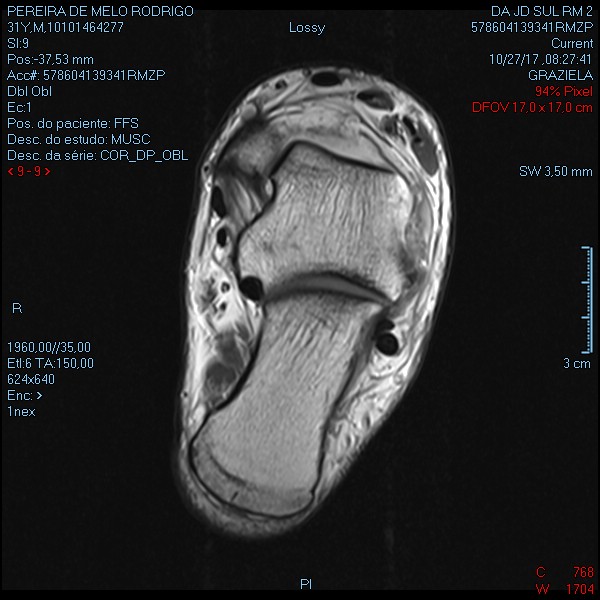 PEREIRA DE MELO RODRIGO
31Y,M,10101464277
Sl:9
Pos:-37,53 mm
Acc#: 578604139341RMZP
Dbl Obl
Ec:1
Pos. do paciente: FFS
Desc. do estudo: MUSC
Desc. da série: COR_DP_OBL
< 9 - 9 >
Lossy
DA JD SUL RM 2
578604139341RMZP
Current
10/27/17 ,08:27:41
GRAZIELA
94% Pixel
DFOV 17,0 x 17,0 cm
SW 3,50 mm
R
3 cm
1960,00//35,00
Etl:6 TA:150,00
624x640
Enc: >
1nex
PI
C 768
W 1704